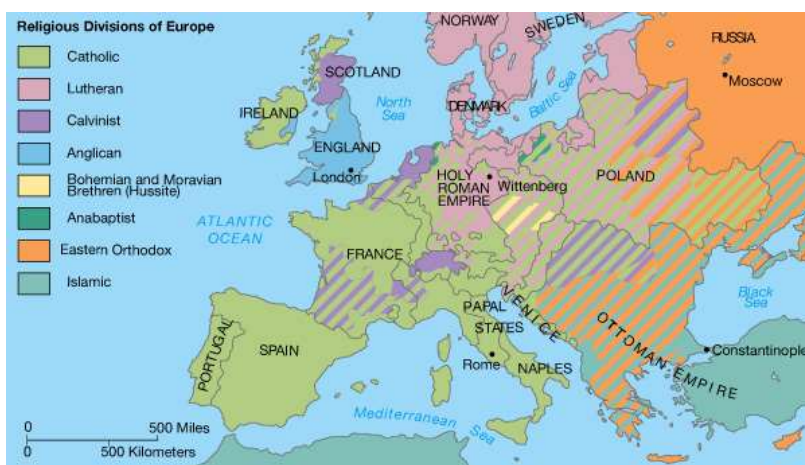 Religious Divisions of Europe
Catholic
Lutheran
Calvinist
Anglican
Bohemian and Moravian
Brethren (Hussite)
Anabaptist
Eastern Orthodox
Islamic
NORWAY
SWEDEN
RUSSIA
Moscow
SCOTLAND
North
Sea
DENMARK
Baltic Sea
IRELAND
ENGLAND
London
HOLY
ROMAN
EMPIRE
Wittenberg
POLAND
ATLANTIC
OCEAN
FRANCE
VENICE
Black
Sea
PAPAL
STATES
OTTOMAN EMPIRE
Constantinople
PORTUGAL
SPAIN
Rome
NAPLES
Mediterranean Sea
0 500 Miles
0 500 Kilometers